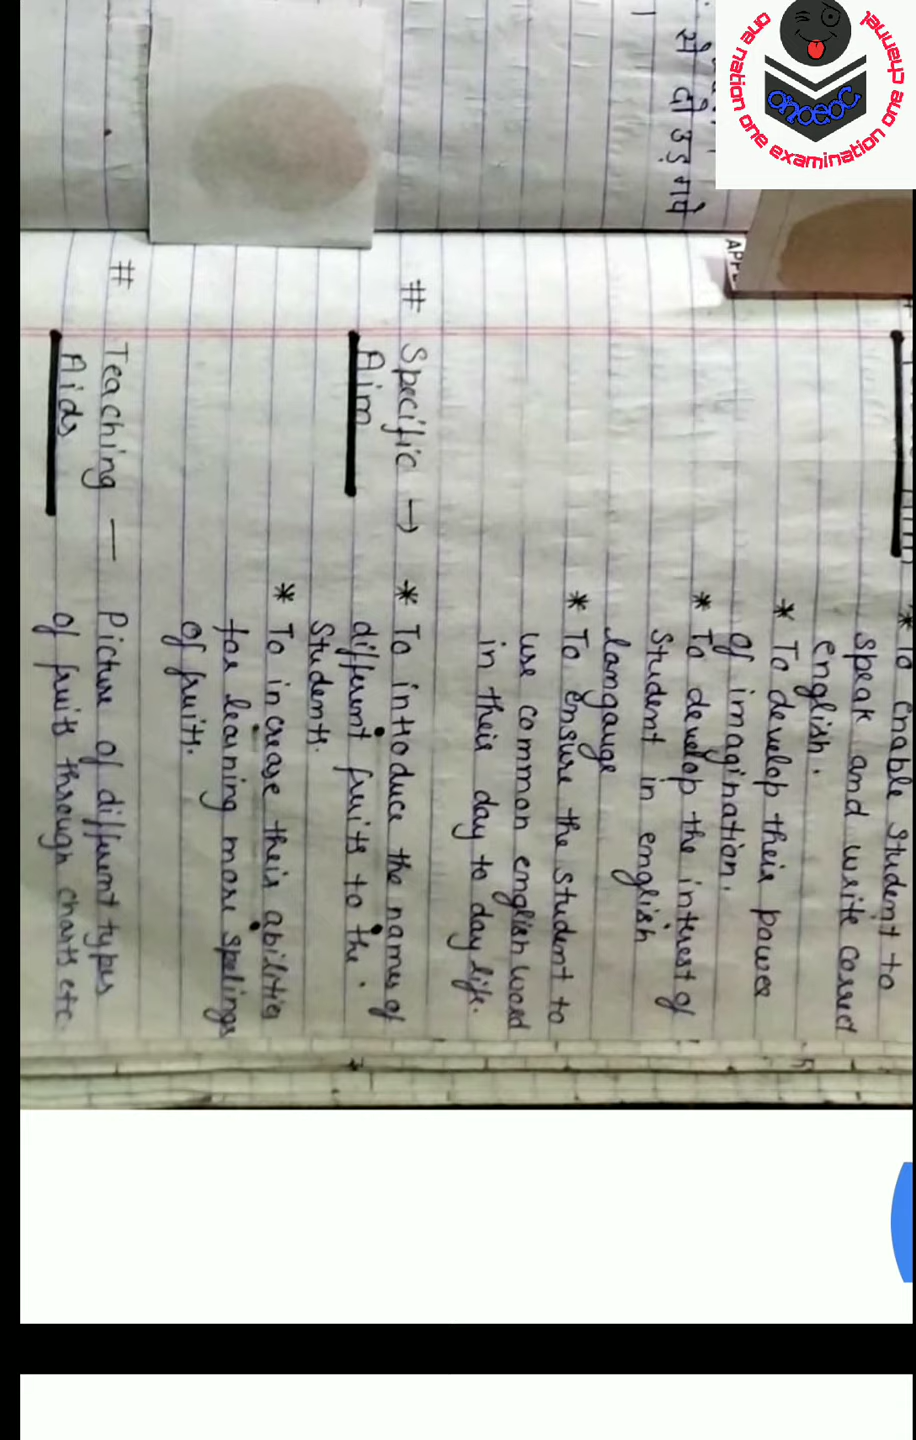 one nation one examination one channel
onoeoc
सो दी उड़ गये
* To enable student to
speak and write correct
english.
* To develop their power
of imagination.
* To develop the interest of
student in english
langauge
* To ensure the student to
use common english word
in their day to day life.
# Specific → * To introduce the names of
Aim different fruits to the
students.
* To increase their abilities
for learning more spelings
of fruits.
# Teaching — Picture of different types
Aids of fruits through charts etc.